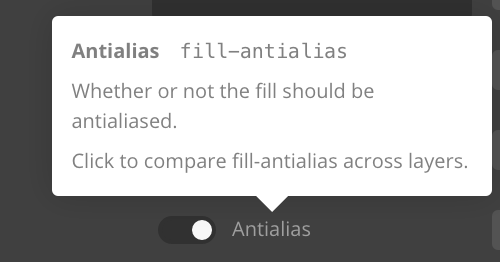 Antialias fill-antialias
Whether or not the fill should be
antialiased.
Click to compare fill-antialias across layers.
Antialias